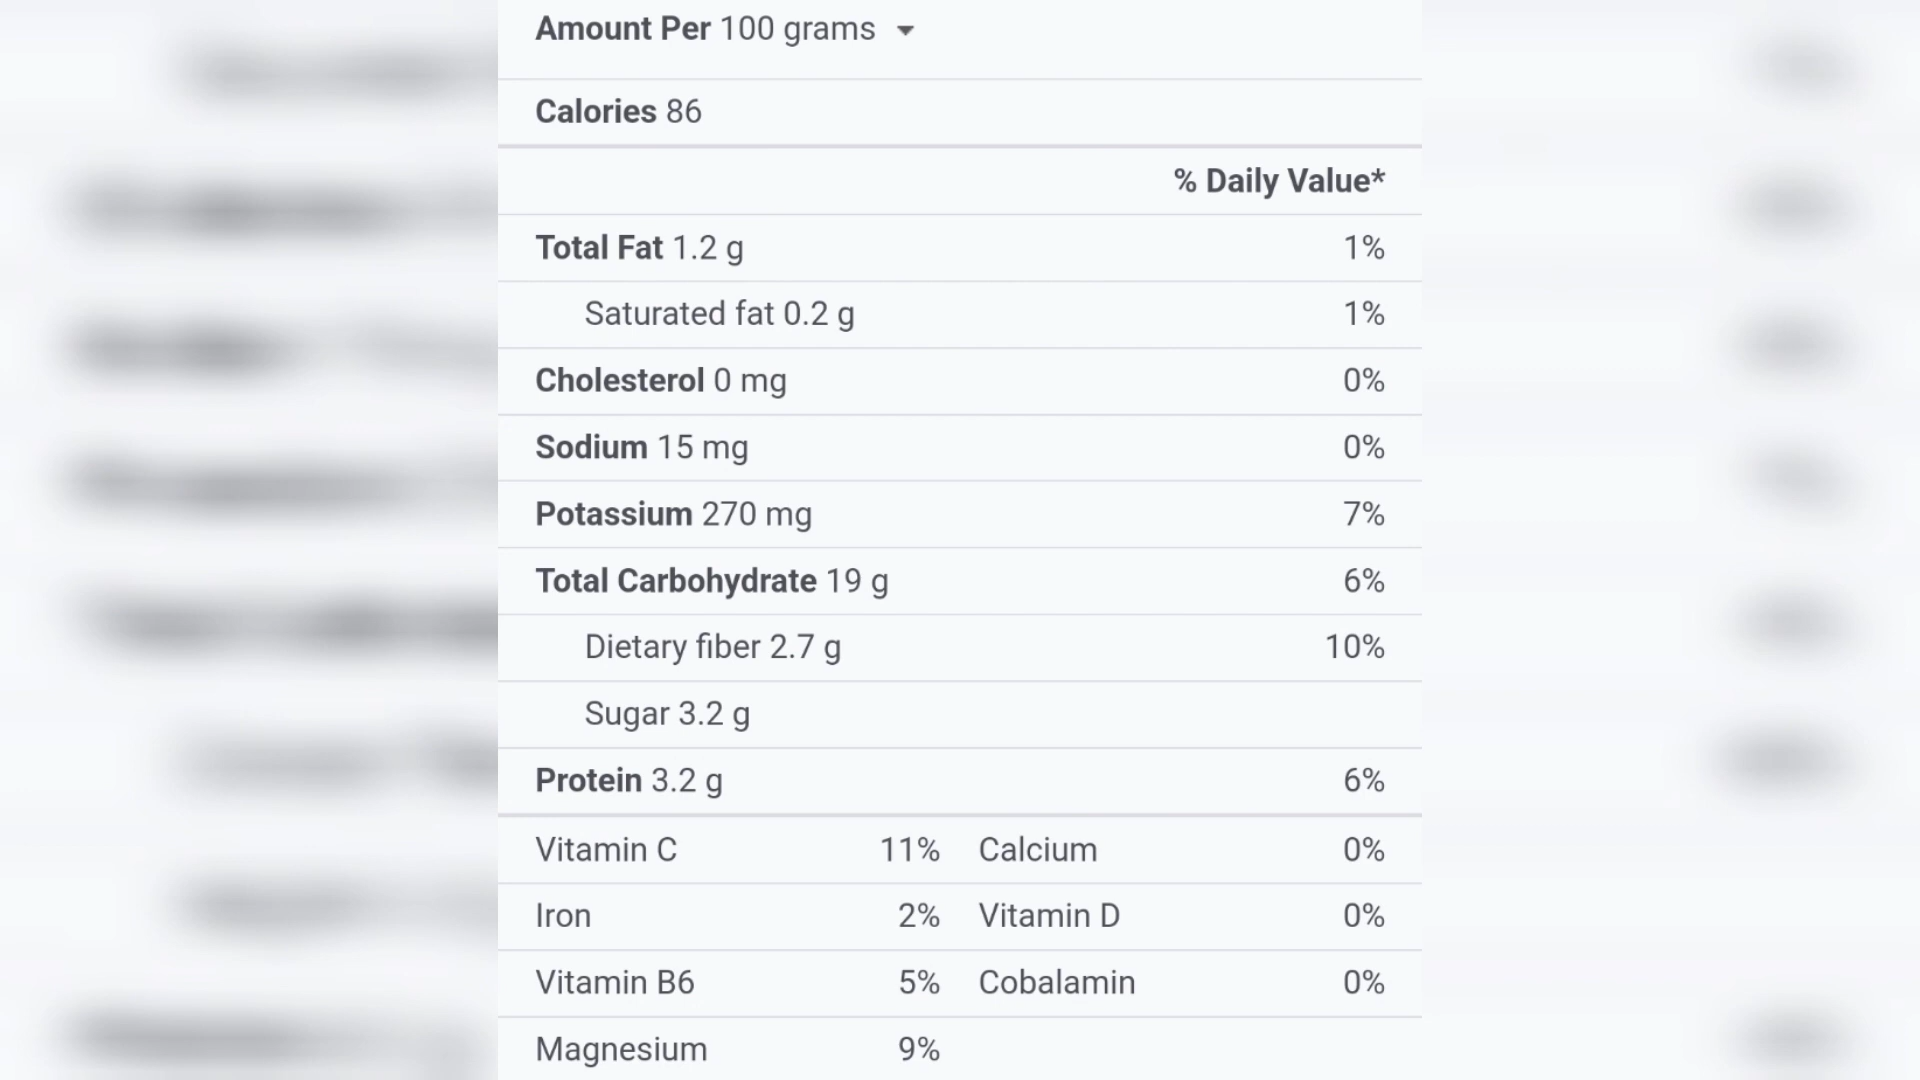 Amount Per 100 grams
Calories 86
% Daily Value*
Total Fat 1.2 g 1%
Saturated fat 0.2 g 1%
Cholesterol 0 mg 0%
Sodium 15 mg 0%
Potassium 270 mg 7%
Total Carbohydrate 19 g 6%
Dietary fiber 2.7 g 10%
Sugar 3.2 g
Protein 3.2 g 6%
Vitamin C 11% Calcium 0%
Iron 2% Vitamin D 0%
Vitamin B6 5% Cobalamin 0%
Magnesium 9%